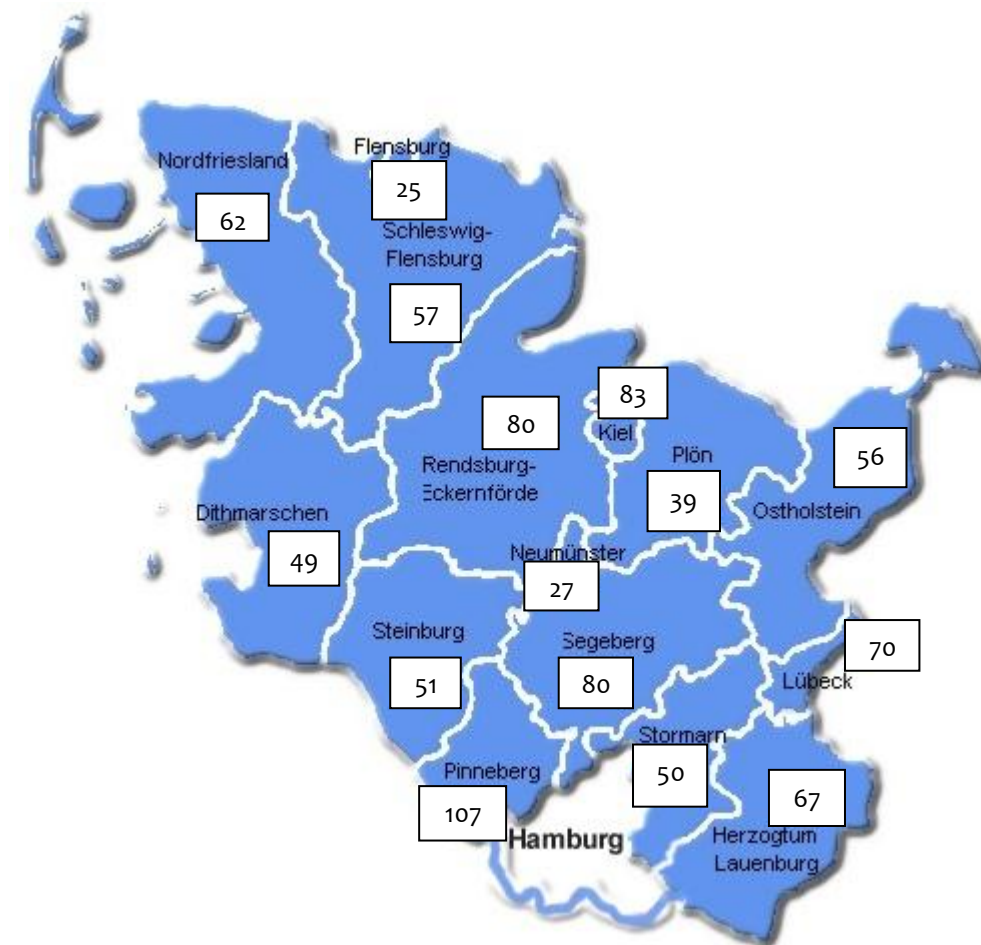 Flensburg
25
Nordfriesland
62
Schleswig-
Flensburg
57
83
Kiel
80
Rendsburg-
Eckernförde
Plön
39
56
Ostholstein
Dithmarschen
49
Neumünster
27
Steinburg
51
Segeberg
80
70
Lübeck
Stormarn
50
Pinneberg
107
67
Hamburg
Herzogtum
Lauenburg